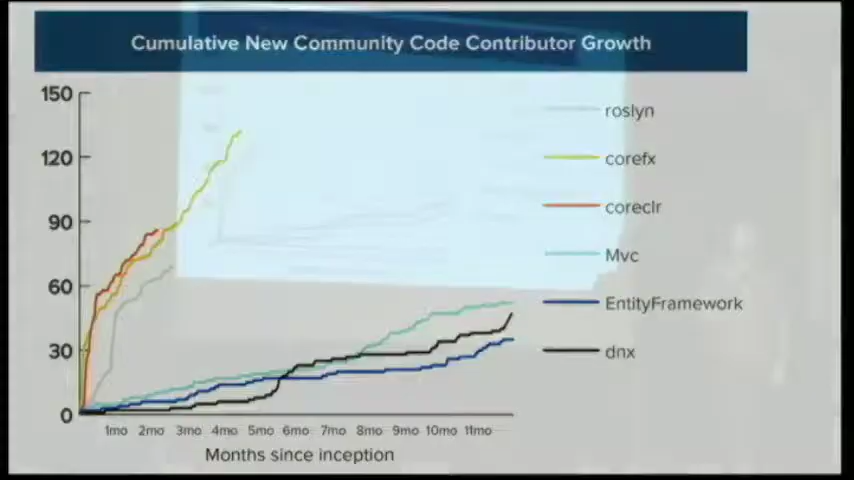 Cumulative New Community Code Contributor Growth
150
120
90
60
30
0
1mo 2mo 3mo 4mo 5mo 6mo 7mo 8mo 9mo 10mo 11mo
Months since inception
roslyn
corefx
coreclr
Mvc
EntityFramework
dnx